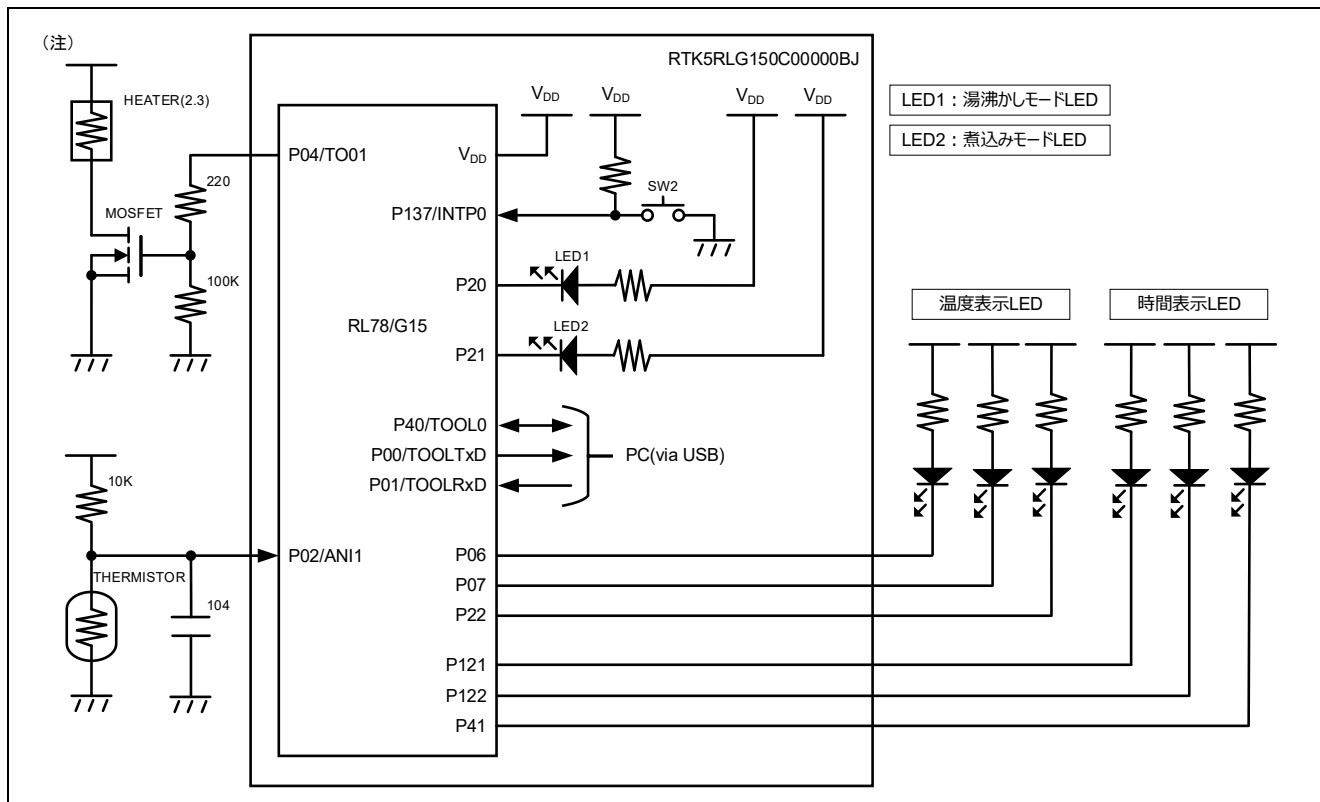 (注)
RTK5RLG150C00000BJ
HEATER(2.3)
P04/TO01
220
MOSFET
100K
RL78/G15
VDD
VDD
VDD
VDD
VDD
SW2
P137/INTP0
LED1
P20
LED2
P21
P40/TOOL0
P00/TOOLTxD
P01/TOOLRxD
PC(via USB)
LED1：湯沸かしモードLED
LED2：煮込みモードLED
温度表示LED
時間表示LED
10K
P02/ANI1
THERMISTOR
104
P06
P07
P22
P121
P122
P41